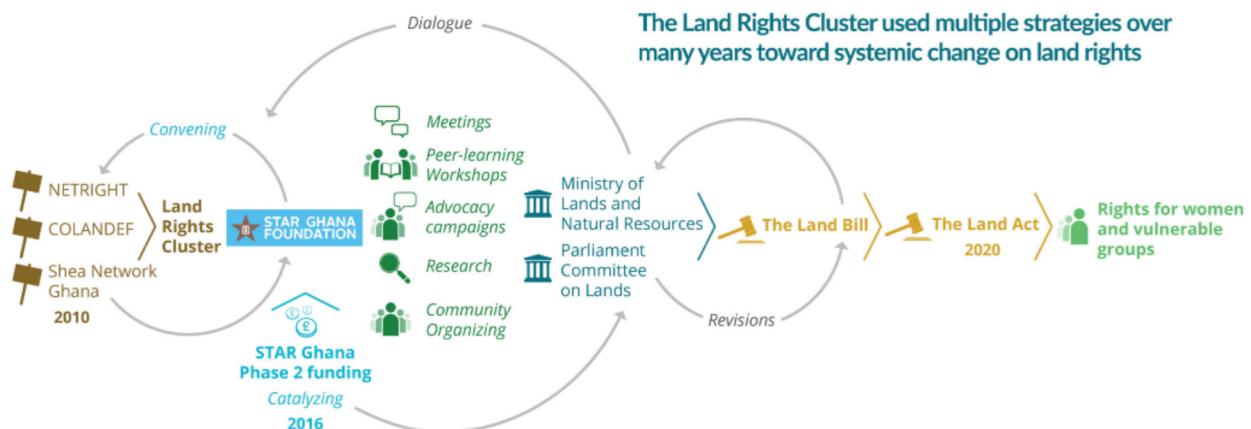 The Land Rights Cluster used multiple strategies over
many years toward systemic change on land rights
Dialogue
Convening
NETRIGHT
COLANDEF
Shea Network
Ghana
2010
Land
Rights
Cluster
STAR GHANA
FOUNDATION
STAR Ghana
Phase 2 funding
Catalyzing
2016
Meetings
Peer-learning
Workshops
Advocacy
campaigns
Research
Community
Organizing
Ministry of
Lands and
Natural Resources
Parliament
Committee
on Lands
The Land Bill
Revisions
The Land Act
2020
Rights for women
and vulnerable
groups